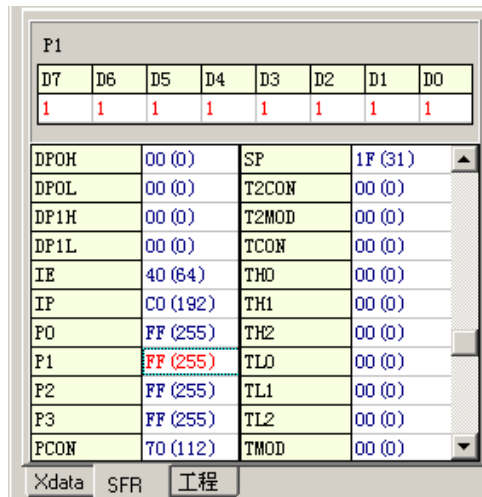 P1
D7 D6 D5 D4 D3 D2 D1 D0
1 1 1 1 1 1 1 1
DP0H 00 (0) SP 1F (31)
DP0L 00 (0) T2CON 00 (0)
DP1H 00 (0) T2MOD 00 (0)
DP1L 00 (0) TCON 00 (0)
IE 40 (64) TH0 00 (0)
IP C0 (192) TH1 00 (0)
P0 FF (255) TH2 00 (0)
P1 FF (255) TL0 00 (0)
P2 FF (255) TL1 00 (0)
P3 FF (255) TL2 00 (0)
PCON 70 (112) TMOD 00 (0)
Xdata SFR 工程